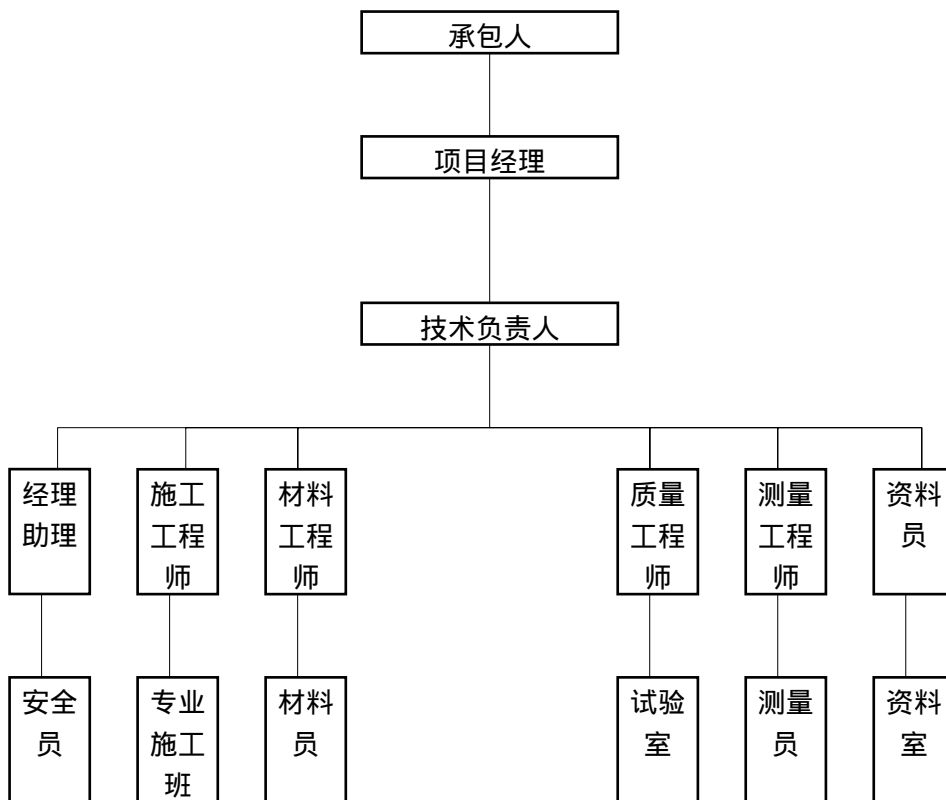 承包人
项目经理
技术负责人
经理
助理
施工
工程
师
材料
工程
师
质量
工程
师
测量
工程
师
资料
员
安全
员
专业
施工
班
材料
员
试验
室
测量
员
资料
室